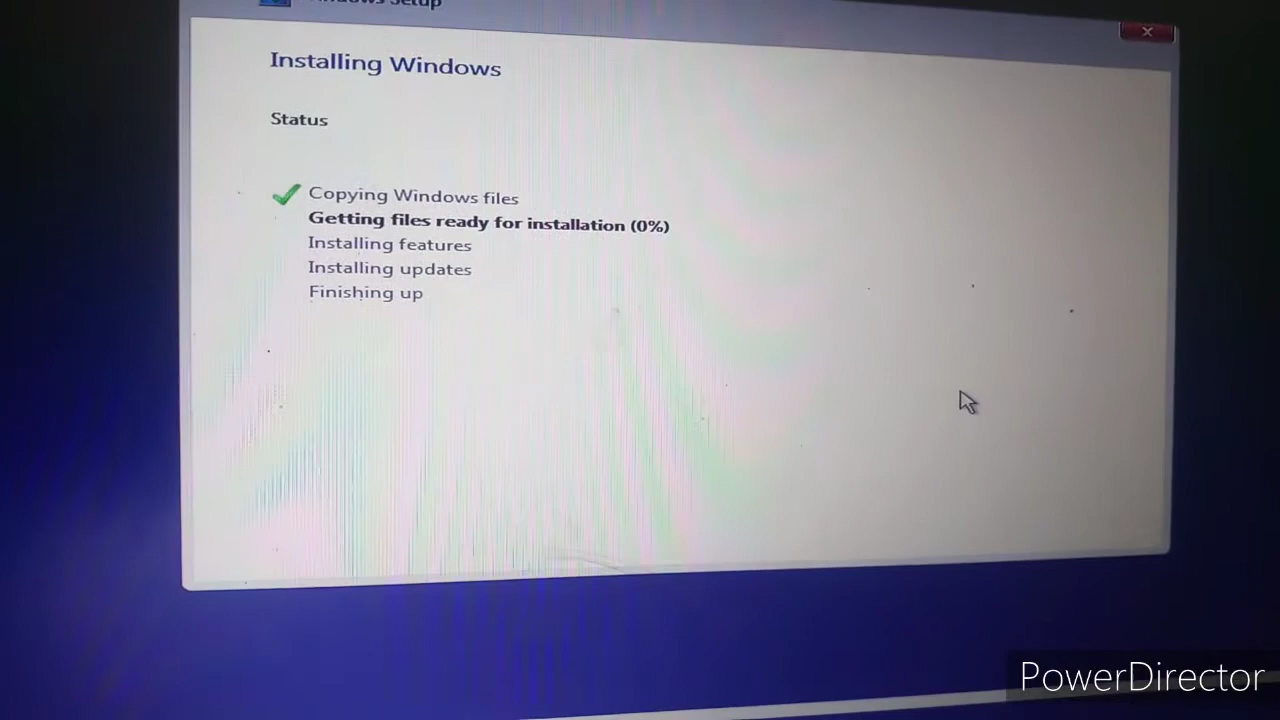 Setup
Installing Windows
Status
Copying Windows files
Getting files ready for installation (0%)
Installing features
Installing updates
Finishing up
PowerDirector